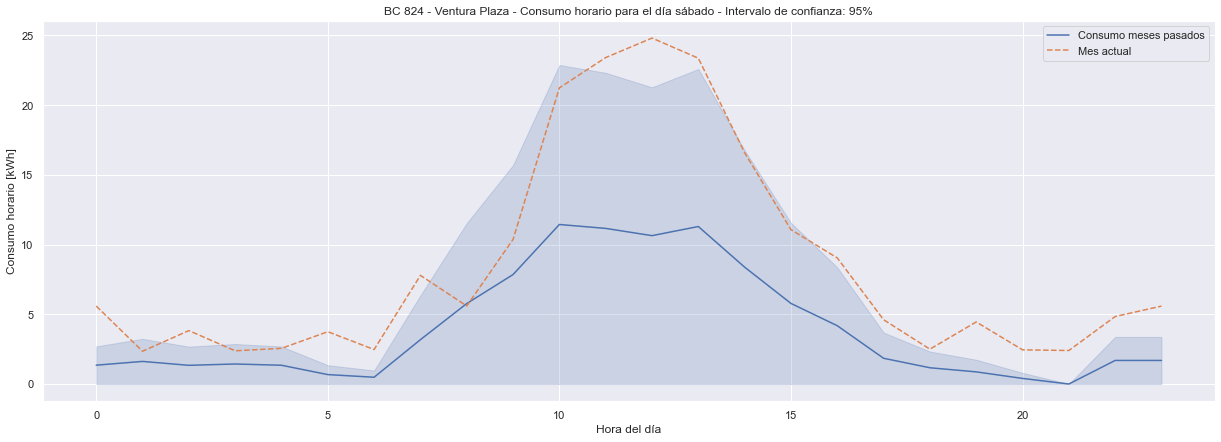 BC 824 - Ventura Plaza - Consumo horario para el día sábado - Intervalo de confianza: 95%
Consumo meses pasados
Mes actual
Consumo horario [kWh]
25
20
15
10
5
0
0 5 10 15 20
Hora del día